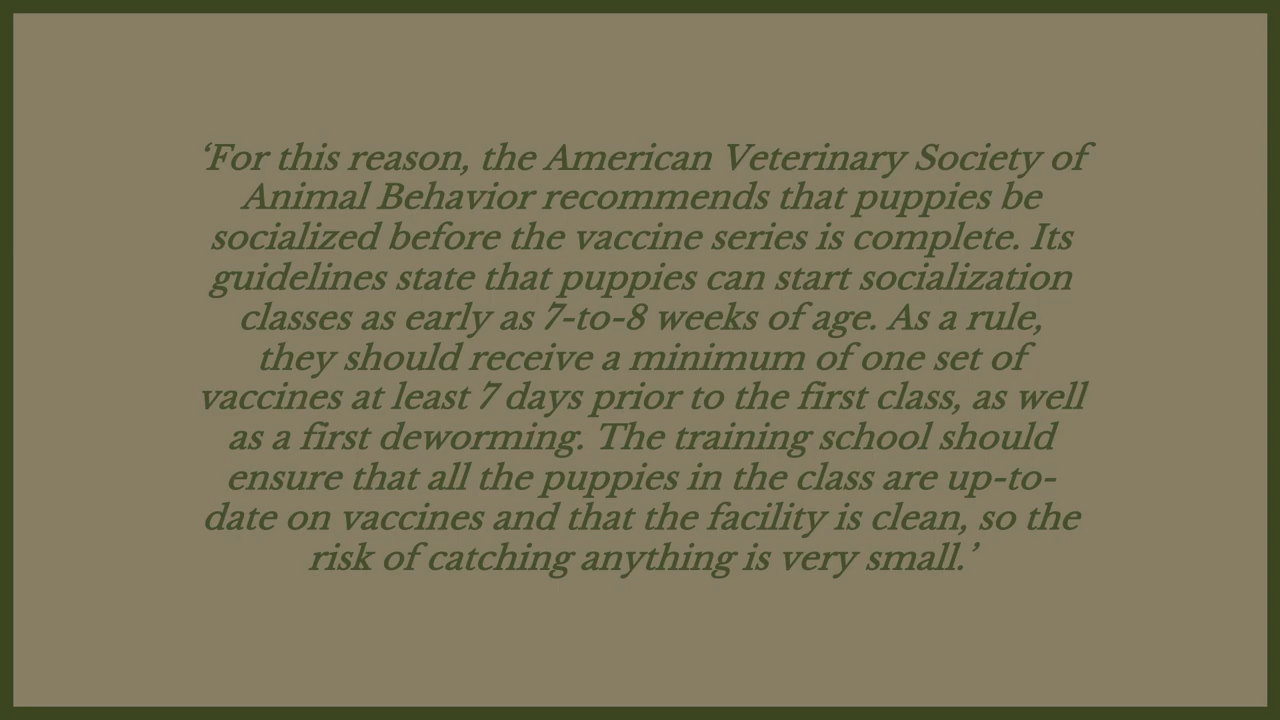 ‘For this reason, the American Veterinary Society of
Animal Behavior recommends that puppies be
socialized before the vaccine series is complete. Its
guidelines state that puppies can start socialization
classes as early as 7-to-8 weeks of age. As a rule,
they should receive a minimum of one set of
vaccines at least 7 days prior to the first class, as well
as a first deworming. The training school should
ensure that all the puppies in the class are up-to-
date on vaccines and that the facility is clean, so the
risk of catching anything is very small.’